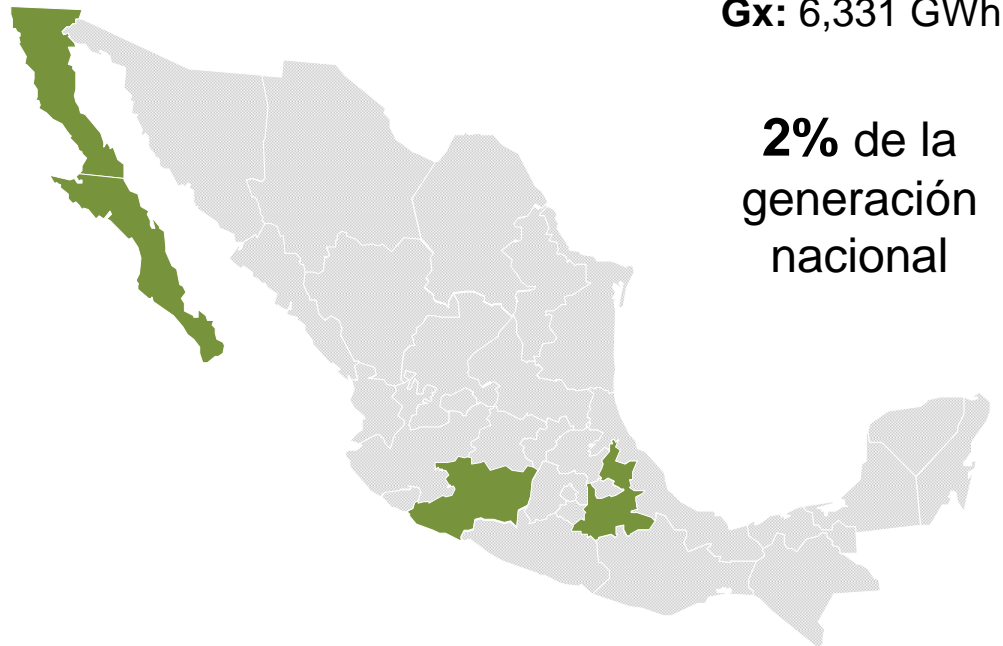 Gx: 6,331 GWh
2% de la
generación
nacional